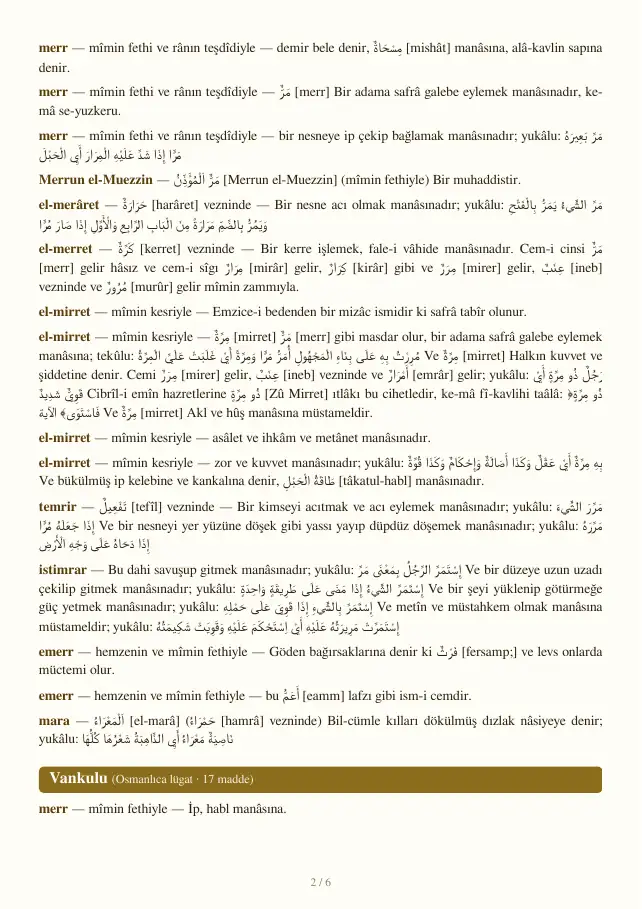 merr — mîmin fethi ve rânın teşdîdiyle — demir bele denir, مِسْحَاةٌ [mishât] manâsına, alâ-kavlin sapına
denir.
merr — mîmin fethi ve rânın teşdîdiyle — مَرٌّ [merr] Bir adama safrâ galebe eylemek manâsınadır, ke-
mâ se-yuzkeru.
merr — mîmin fethi ve rânın teşdîdiyle — bir nesneye ip çekip bağlamak manâsınadır; yukâlu: مَرَّ بَعِيرَهُ
مَرًّا إِذَا شَدَّ عَلَيْهِ الْمِرَارَ أَيِ الْحَبْلَ
Merrun el-Muezzin — مَرٌّ اَلْمُؤَذِّنُ [Merrun el-Muezzin] (mîmin fethiyle) Bir muhaddistir.
el-merâret — حَرَارَةٌ [harâret] vezninde — Bir nesne acı olmak manâsınadır; yukâlu: مَرَّ الشَّيْءُ يَمَرُّ بِالْفَتْحِ
وَيَمُرُّ بِالضَّمِّ مَرَارَةً مِنَ الْبَابِ الرَّابِعِ وَالْأَوَّلِ إِذَا صَارَ مُرًّا
el-merret — كَرَّةٌ [kerret] vezninde — Bir kerre işlemek, fale-i vâhide manâsınadır. Cem-i cinsi مَرٌّ
[merr] gelir hâsız ve cem-i sîgı مِرَارٌ [mirâr] gelir, كِرَارٌ [kirâr] gibi ve مِرَرٌ [mirer] gelir, عِنَبٌ [ineb]
vezninde ve مُرُورٌ [murûr] gelir mîmin zammıyla.
el-mirret — mîmin kesriyle — Emzice-i bedenden bir mizâc ismidir ki safrâ tabîr olunur.
el-mirret — mîmin kesriyle — مِرَّةٌ [mirret] مَرٌّ [merr] gibi masdar olur, bir adama safrâ galebe eylemek
manâsına; tekûlu: مُرِرْتُ بِهِ عَلَى بِنَاءِ الْمَجْهُولِ أُمَرُّ مَرًّا وَمِرَّةً أَيْ غَلَبَتْ عَلَيَّ الْمِرَّةُ Ve مِرَّةٌ [mirret] Halkın kuvvet ve
şiddetine denir. Cemi مِرَرٌ [mirer] gelir, عِنَبٌ [ineb] vezninde ve أَمْرَارٌ [emrâr] gelir; yukâlu: رَجُلٌ ذُو مِرَّةٍ أَيْ
قَوِيٌّ شَدِيدٌ Cibrîl-i emîn hazretlerine ذُو مِرَّةٍ [Zû Mirret] ıtlâkı bu cihetledir, ke-mâ fî-kavlihi taâlâ: ﴿ذُو مِرَّةٍ
فَاسْتَوَى﴾ الآية Ve مِرَّةٌ [mirret] Akl ve hûş manâsına müstameldir.
el-mirret — mîmin kesriyle — asâlet ve ihkâm ve metânet manâsınadır.
el-mirret — mîmin kesriyle — zor ve kuvvet manâsınadır; yukâlu: بِهِ مِرَّةٌ أَيْ عَقْلٌ وَكَذَا أَصَالَةٌ وَإِحْكَامٌ وَكَذَا قُوَّةٌ
Ve bükülmüş ip kelebine ve kankalına denir, طَاقَةُ الْحَبْلِ [tâkatul-habl] manâsınadır.
temrir — تَفْعِيلٌ [tefîl] vezninde — Bir kimseyi acıtmak ve acı eylemek manâsınadır; yukâlu: مَرَّرَ الشَّيْءَ
إِذَا جَعَلَهُ مُرًّا Ve bir nesneyi yer yüzüne döşek gibi yassı yayıp düpdüz döşemek manâsınadır; yukâlu: مَرَّرَهُ
إِذَا دَحَاهُ عَلَى وَجْهِ الْأَرْضِ
istimrar — Bu dahi savuşup gitmek manâsınadır; yukâlu: إِسْتَمَرَّ الرَّجُلُ بِمَعْنَى مَرَّ Ve bir düzeye uzun uzadı
çekilip gitmek manâsınadır; yukâlu: إِسْتَمَرَّ الشَّيْءُ إِذَا مَضَى عَلَى طَرِيقَةٍ وَاحِدَةٍ Ve bir şeyi yüklenip götürmeğe
güç yetmek manâsınadır; yukâlu: إِسْتَمَرَّ بِالشَّيْءِ إِذَا قَوِيَ عَلَى حَمْلِهِ Ve metîn ve müstahkem olmak manâsına
müstameldir; yukâlu: إِسْتَمَرَّتْ مَرِيرَتُهُ عَلَيْهِ أَيْ اِسْتَحْكَمَ عَلَيْهِ وَقَوِيَتْ شَكِيمَتُهُ
emerr — hemzenin ve mîmin fethiyle — Göden bağırsaklarına denir ki فَرْثٌ [fersamp;] ve levs onlarda
müctemi olur.
emerr — hemzenin ve mîmin fethiyle — bu أَعَمُّ [eamm] lafzı gibi ism-i cemdir.
mara — اَلْمَعْرَاءُ [el-marâ] (حَمْرَاءُ [hamrâ] vezninde) Bil-cümle kılları dökülmüş dızlak nâsiyeye denir;
yukâlu: نَاصِيَةٌ مَعْرَاءُ أَيِ الذَّاهِبَةُ شَعْرُهَا كُلُّهَا
Vankulu (Osmanlıca lügat · 17 madde)
merr — mîmin fethiyle — İp, habl manâsına.
2 / 6